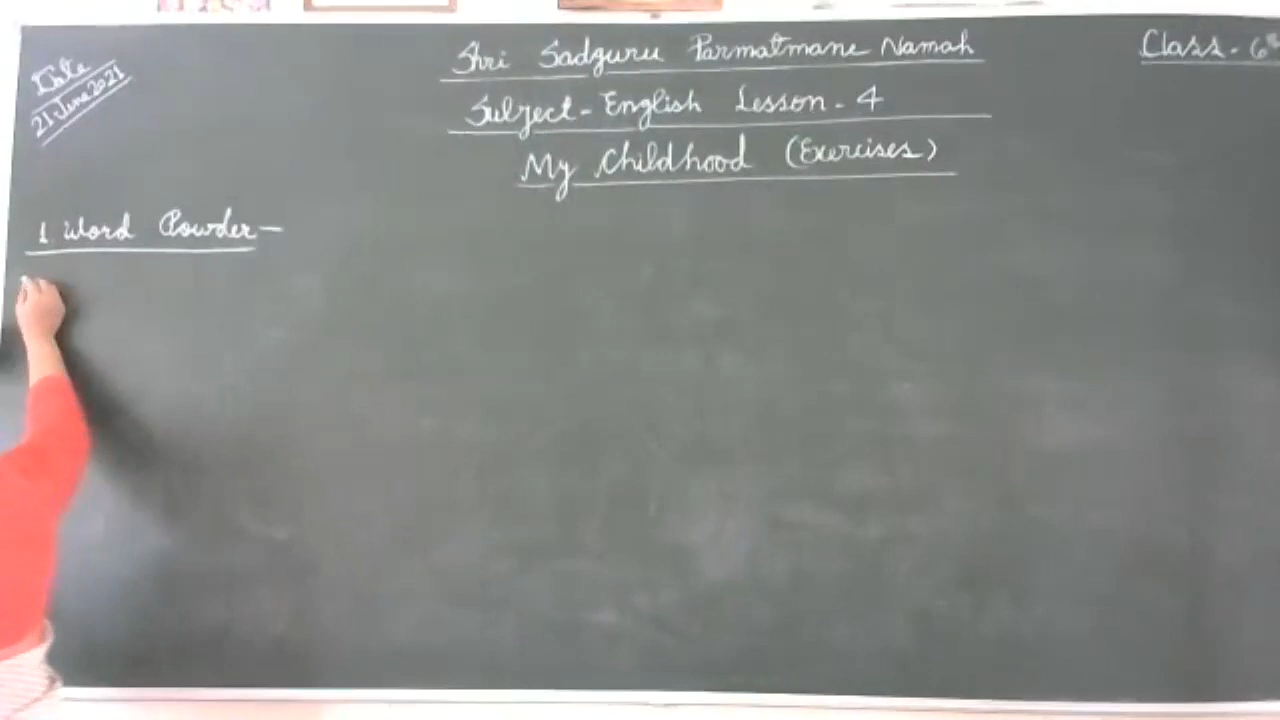 Date
21-June 2021
Shri Sadguru Parmatmane Namah
Class - 6th
Subject - English Lesson - 4
My Childhood (Exercises)
1 Word Powder -